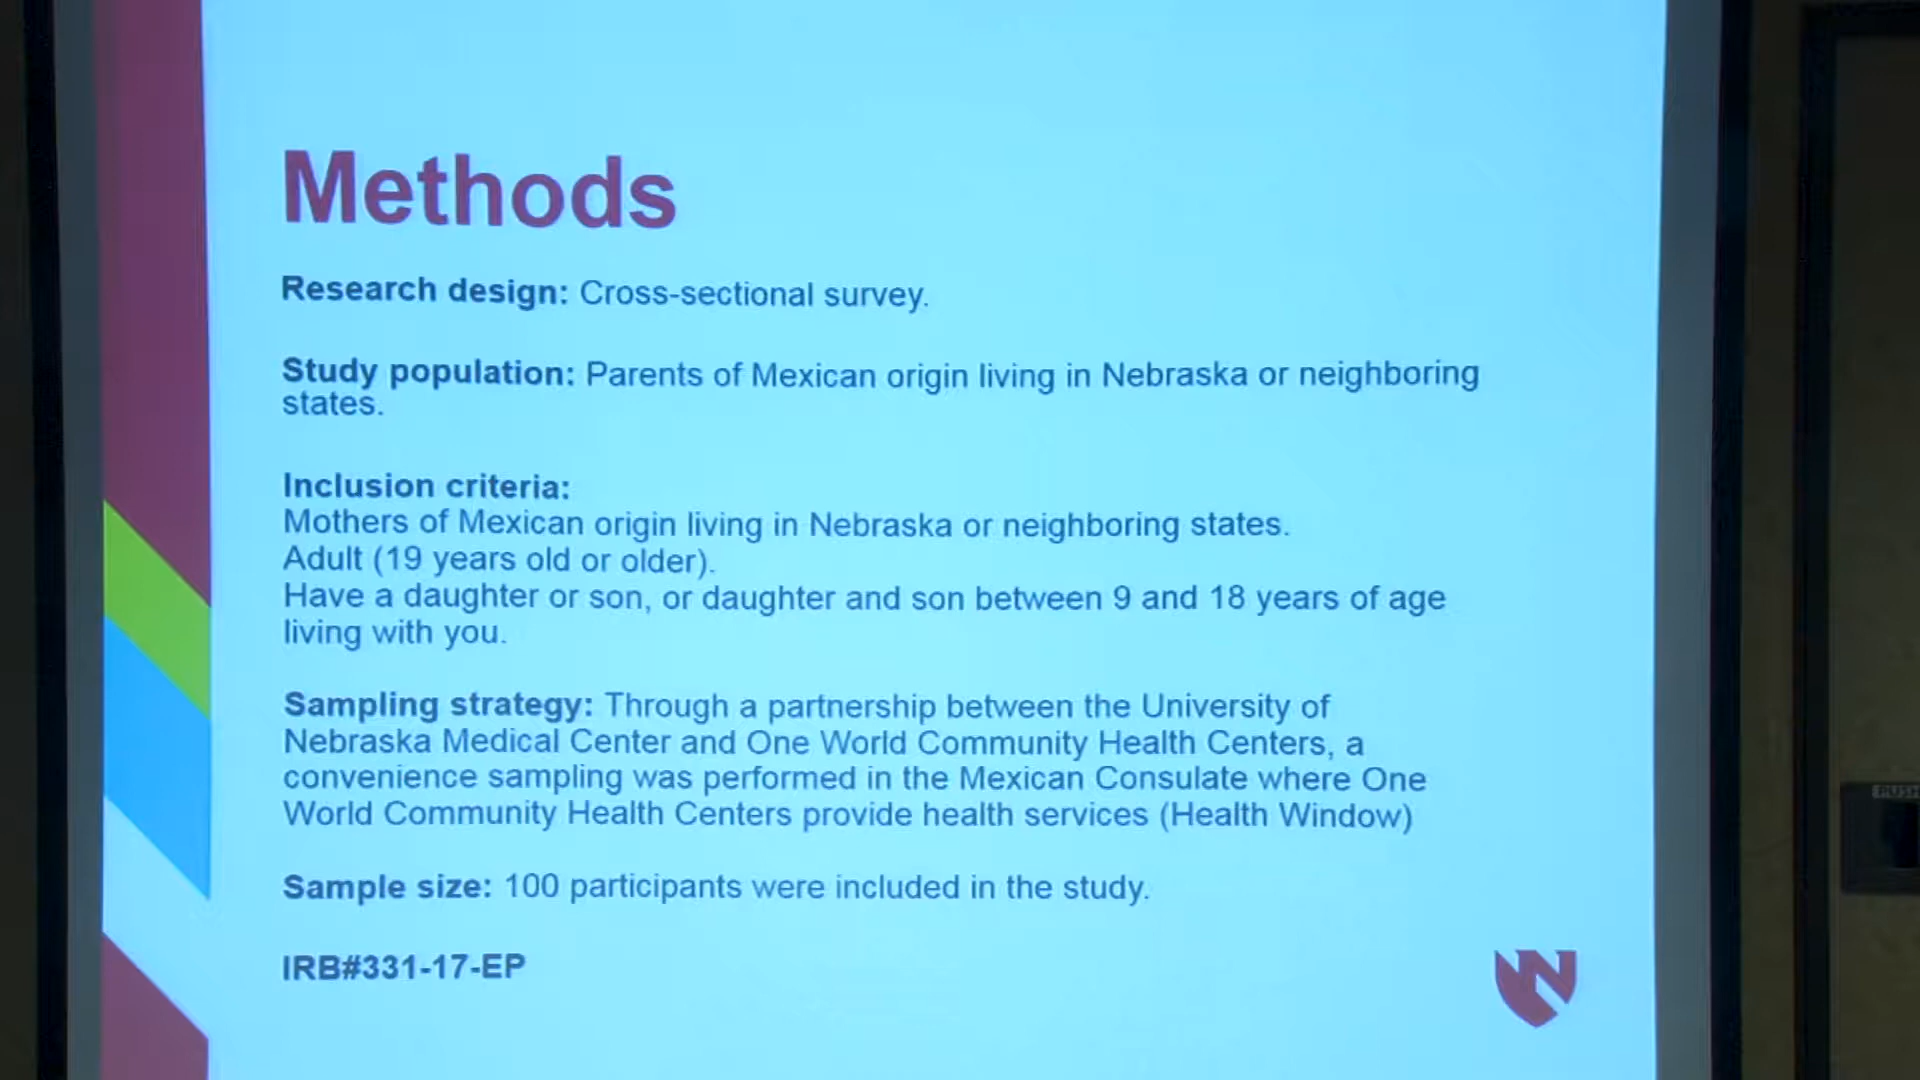 Methods
Research design: Cross-sectional survey.
Study population: Parents of Mexican origin living in Nebraska or neighboring
states.
Inclusion criteria:
Mothers of Mexican origin living in Nebraska or neighboring states.
Adult (19 years old or older).
Have a daughter or son, or daughter and son between 9 and 18 years of age
living with you.
Sampling strategy: Through a partnership between the University of
Nebraska Medical Center and One World Community Health Centers, a
convenience sampling was performed in the Mexican Consulate where One
World Community Health Centers provide health services (Health Window)
Sample size: 100 participants were included in the study.
IRB#331-17-EP
N
PUSH